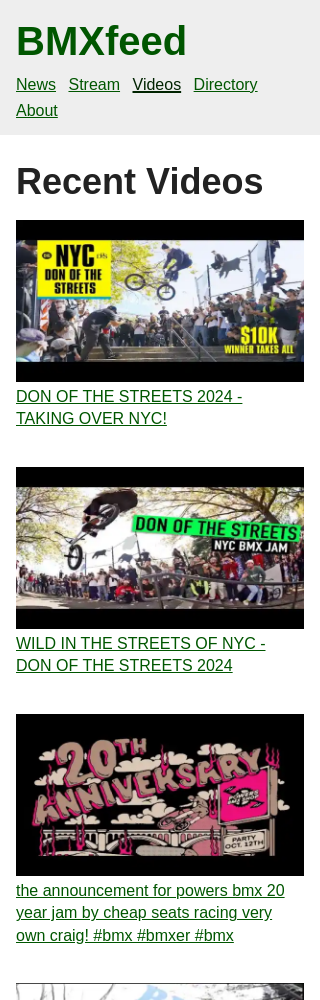 BMXfeed
News Stream Videos Directory
About
Recent Videos
NYC
DON OF THE
STREETS
$10K
WINNER TAKES ALL
DON OF THE STREETS 2024 -
TAKING OVER NYC!
DON OF THE STREETS
NYC BMX JAM
WILD IN THE STREETS OF NYC -
DON OF THE STREETS 2024
20TH
ANNIVERSARY
PARTY
OCT. 12TH
the announcement for powers bmx 20
year jam by cheap seats racing very
own craig! #bmx #bmxer #bmx